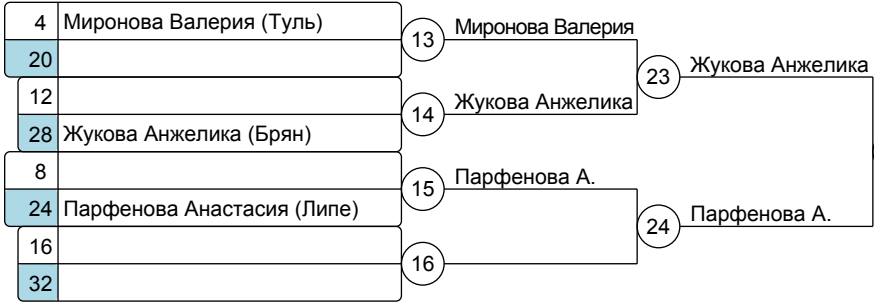 4 Миронова Валерия (Туль)
20
12
28 Жукова Анжелика (Брян)
8
24 Парфенова Анастасия (Липе)
16
32
13 Миронова Валерия
14 Жукова Анжелика
15 Парфенова А.
16
23 Жукова Анжелика
24 Парфенова А.